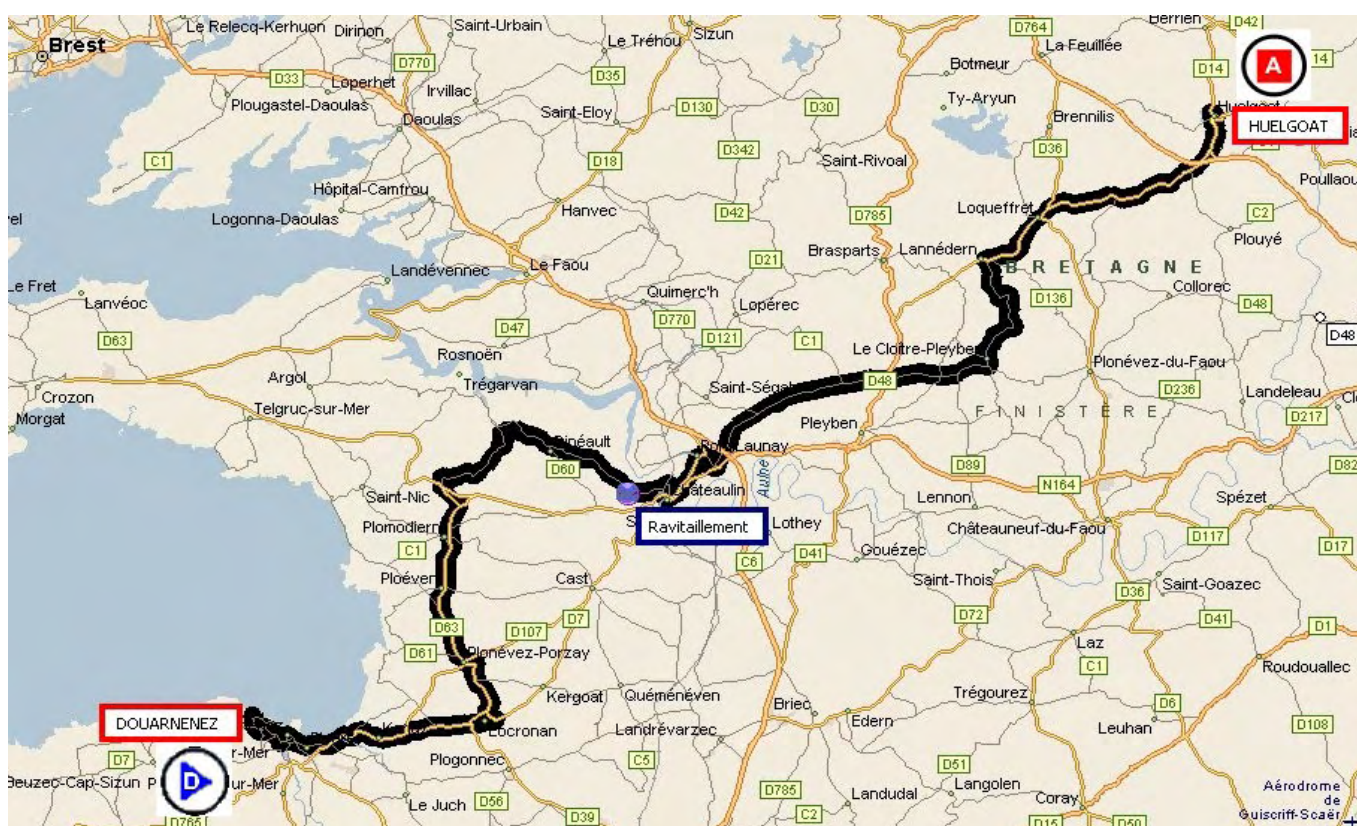 Le Relecq-Kerhuon
Dirinon
Saint-Urbain
Sizun
D764
Berrien
D42
Brest
D770
Le Tréhou
La Feuillée
A
14
D33
Loperhet
D35
Botmeur
D14
Plougastel-Daoulas
Irvillac
Saint-Eloy
D130
D30
Ty-Aryun
Brennilis
Huelgoat
HUELGOAT
Daoulas
C1
D18
D342
Saint-Rivoal
D36
Hôpital-Camfrou
Poullaou
Logonna-Daoulas
Hanvec
D42
D785
Loqueffret
C2
Plouyé
Brasparts
Lannédern
D21
BRETAGNE
Landévennec
Le Faou
Le Fret
Lanvéoc
Quimerc'h
Lopérec
D136
Collorec
D48
D770
D47
D121
C1
D48
D63
Rosnoën
Le Cloître-Pleyben
Plonévez-du-Faou
Argol
Trégarvan
Saint-Ségal
D48
D236
Landeleau
Crozon
Morgat
Telgruc-sur-Mer
FINISTÈRE
D217
Pleyben
Launay
D60
D89
D82
Aulne
Châteaulin
N164
Saint-Nic
Lennon
Spézet
Ravitaillement
Lothey
Châteauneuf-du-Faou
Plomodiern
D117
C1
D41
Gouézec
D17
C6
Ploéven
Cast
Saint-Thois
Saint-Goazec
D36
D72
D63
D107
D7
D41
D1
Laz
D61
Plonévez-Porzay
C1
Roudouallec
Kergoat
Quéménéven
Trégourez
DOUARNENEZ
Briec
Edern
D6
Locronan
Landrévarzec
Leuhan
D108
D7
Plogonnec
C5
Beuzec-Cap-Sizun
D
D51
Langolen
D785
Landudal
Coray
Aérodrome
de
Guiscriff-Scaër
Le Juch
D56
D765
D39
C2
D15
D50